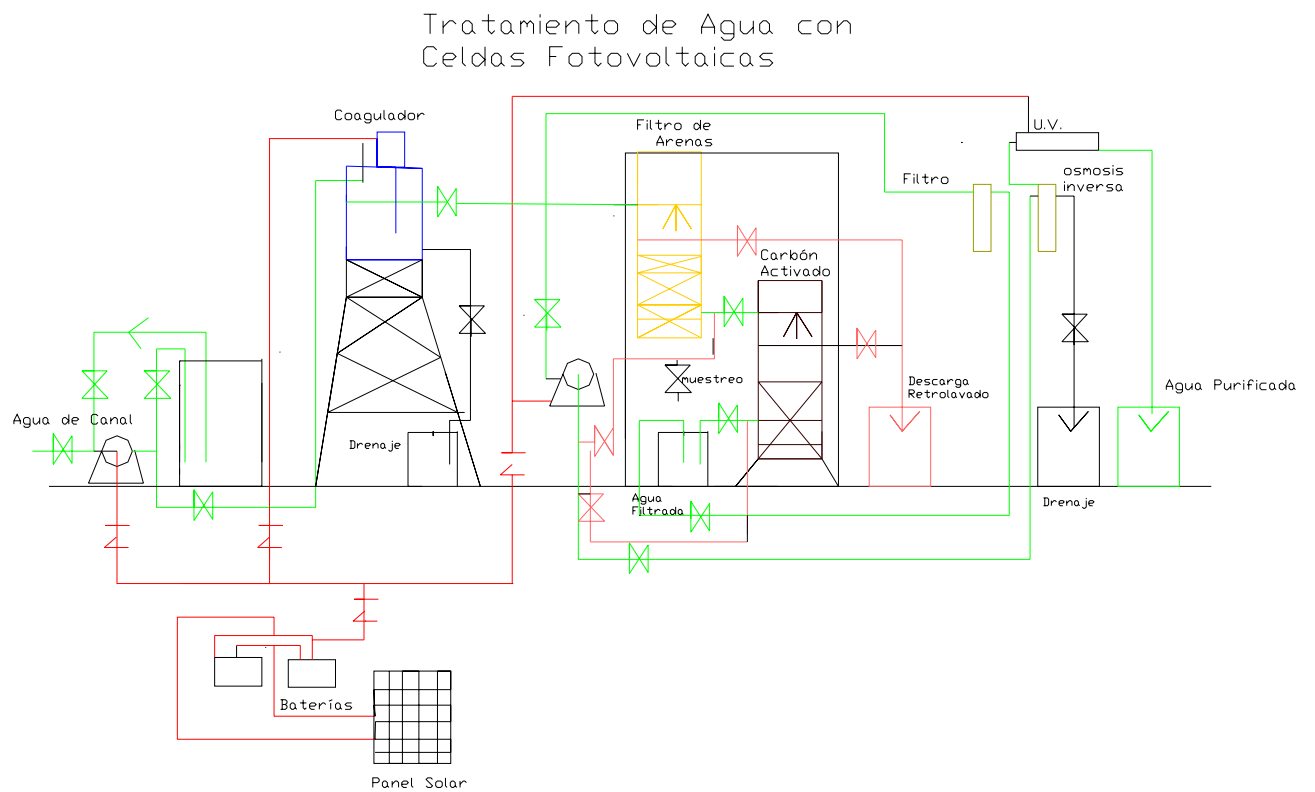 Tratamiento de Agua con
Celdas Fotovoltaicas
Coagulador
Filtro de
Arenas
U.V.
Filtro
osmosis
inversa
Carbón
Activado
muestreo
Descarga
Retrolavado
Agua Purificada
Agua de Canal
Drenaje
Agua
Filtrada
Drenaje
Baterías
Panel Solar